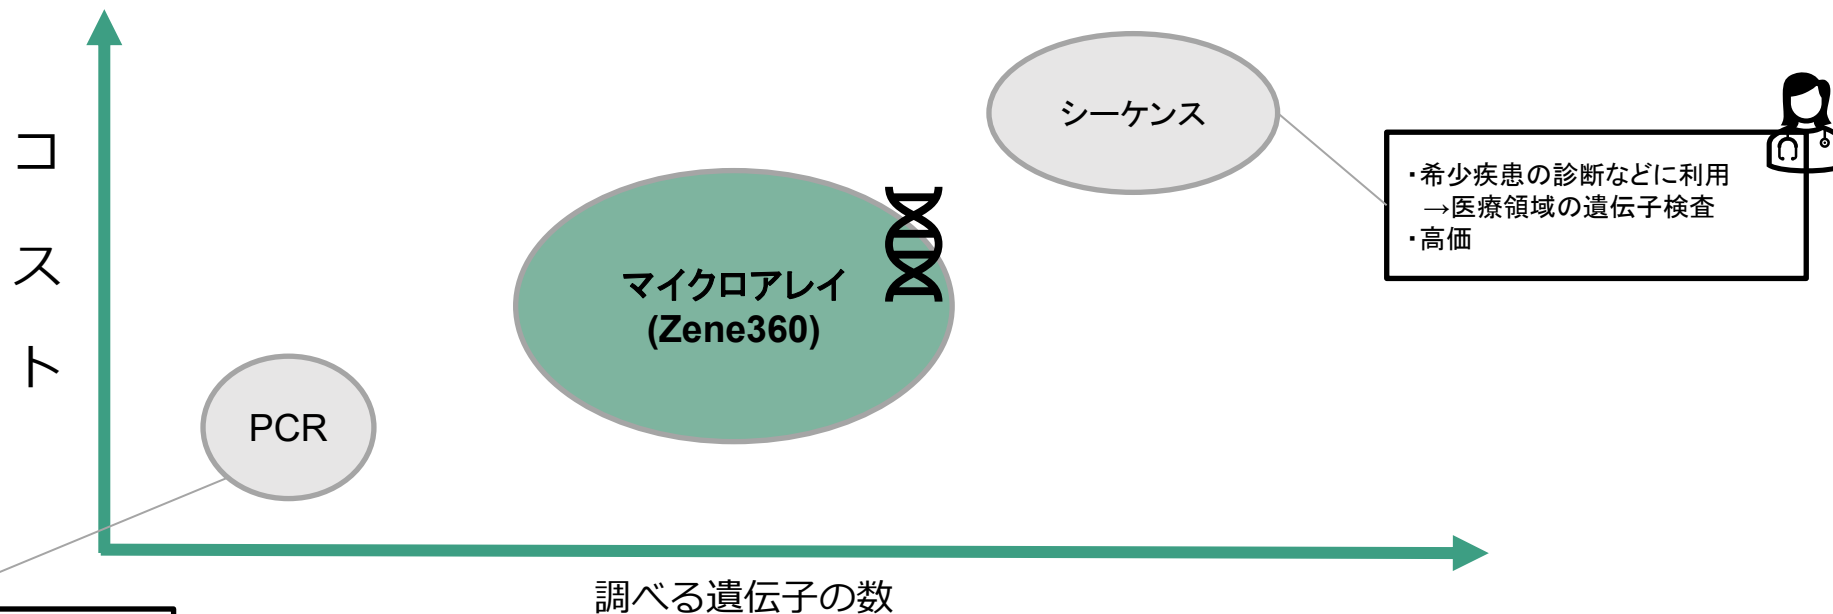 コスト
シーケンス
・希少疾患の診断などに利用
→医療領域の遺伝子検査
・高価
マイクロアレイ
(Zene360)
PCR
調べる遺伝子の数